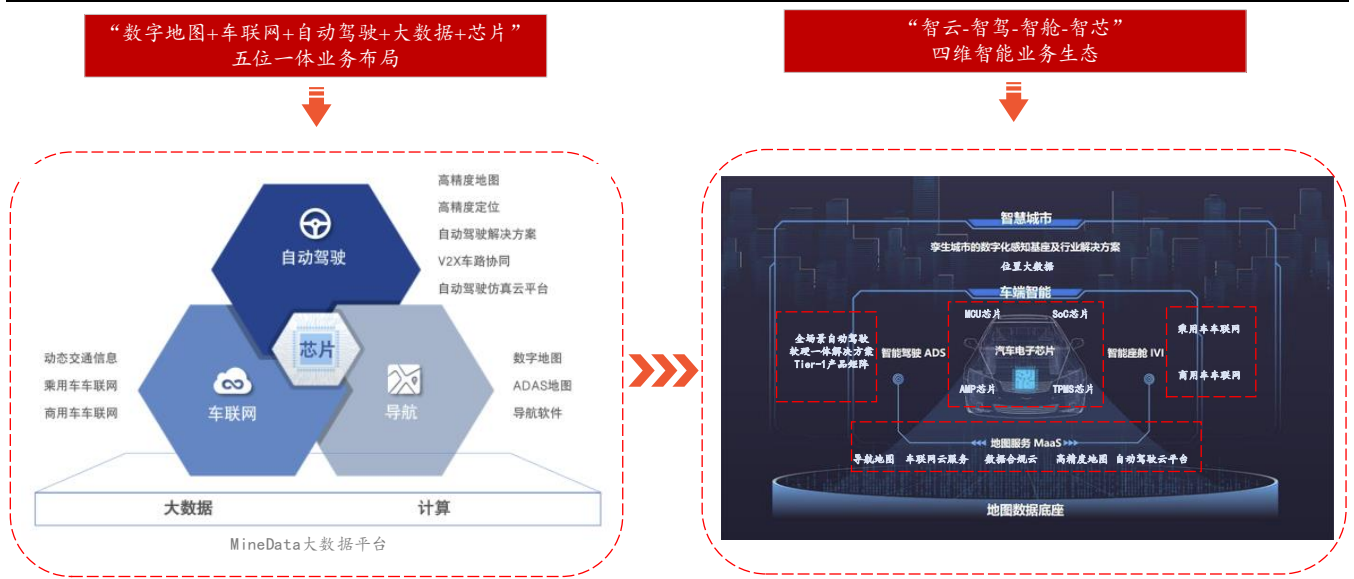 “数字地图+车联网+自动驾驶+大数据+芯片”
五位一体业务布局
高精度地图
高精度定位
自动驾驶解决方案
V2X车路协同
自动驾驶仿真云平台
自动驾驶
芯片
动态交通信息
乘用车车联网
商用车车联网
车联网
导航
数字地图
ADAS地图
导航软件
大数据
计算
MineData大数据平台
“智云-智驾-智舱-智芯”
四维智能业务生态
智慧城市
孪生城市的数字化感知基座及行业解决方案
位置大数据
车端智能
MCU芯片
SoC芯片
全场景自动驾驶
软硬一体解决方案
Tier-1产品矩阵
智能驾驶 ADS
汽车电子芯片
智能座舱 IVI
乘用车车联网
商用车车联网
AMP芯片
TPMS芯片
地图服务 MaaS
导航地图 车联网云服务 数据合规云 高精度地图 自动驾驶云平台
地图数据底座